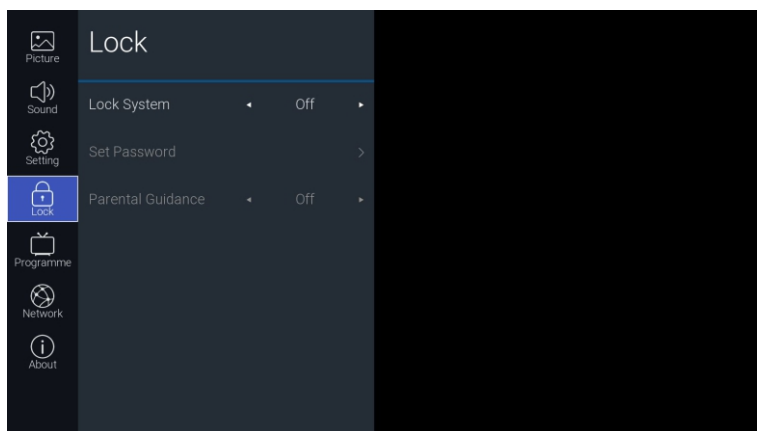 Picture
Sound
Setting
Lock
Programme
Network
About
Lock
Lock System Off
Set Password
Parental Guidance Off